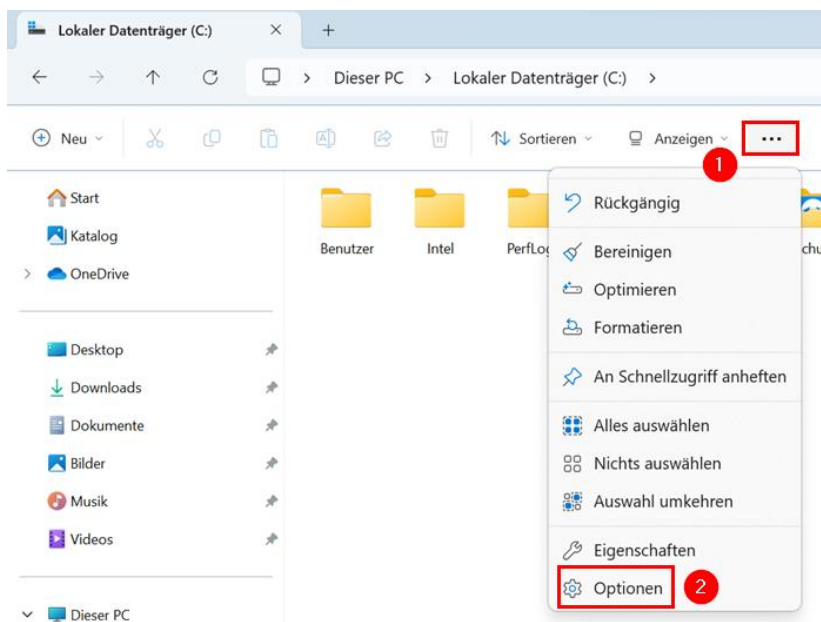 Lokaler Datenträger (C:)
Dieser PC > Lokaler Datenträger (C:) >
Neu Sortieren Anzeigen ...
1
Start
Katalog
OneDrive
Desktop
Downloads
Dokumente
Bilder
Musik
Videos
Dieser PC
Benutzer Intel
Rückgängig
Bereinigen
Optimieren
Formatieren
An Schnellzugriff anheften
Alles auswählen
Nichts auswählen
Auswahl umkehren
Eigenschaften
Optionen 2